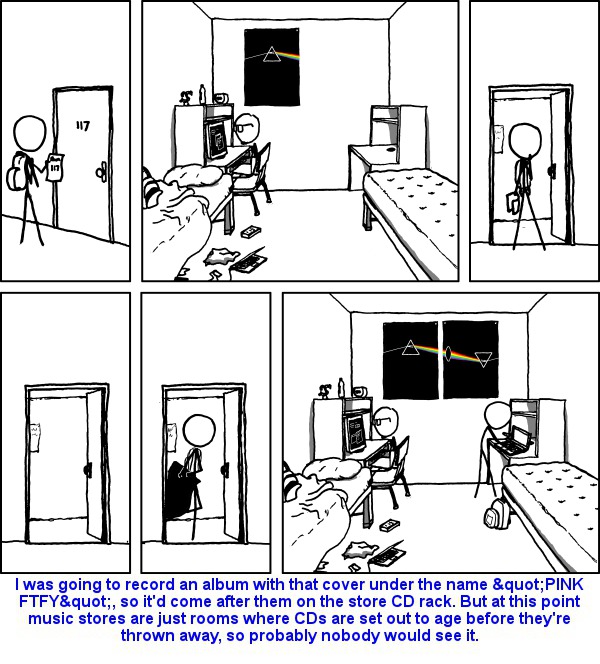 117
Room
117
I was going to record an album with that cover under the name &quot;PINK
FTFY&quot;, so it'd come after them on the store CD rack. But at this point
music stores are just rooms where CDs are set out to age before they're
thrown away, so probably nobody would see it.